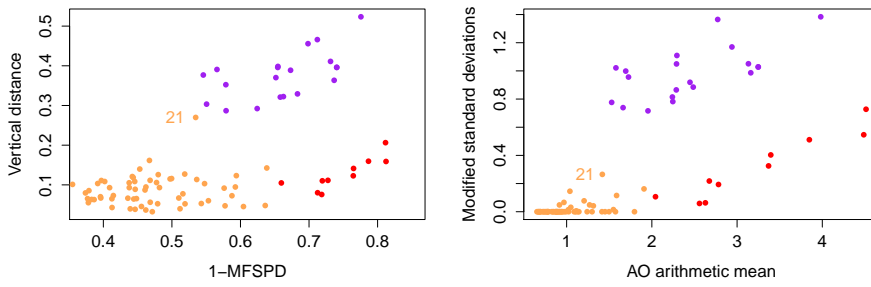 Vertical distance
0.5
0.4
0.3
0.2
0.1
21
0.4 0.5 0.6 0.7 0.8
1−MFSPD
Modified standard deviations
1.2
0.8
0.4
0.0
21
1 2 3 4
AO arithmetic mean